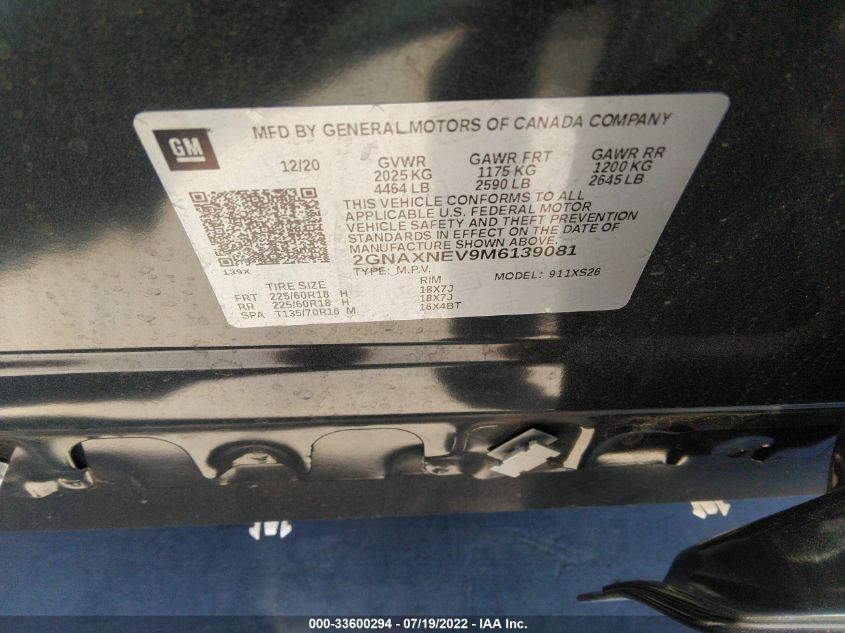 GM
MFD BY GENERAL MOTORS OF CANADA COMPANY
12/20 GVWR GAWR FRT GAWR RR
2025 KG 1175 KG 1200 KG
4464 LB 2590 LB 2645 LB
THIS VEHICLE CONFORMS TO ALL
APPLICABLE U.S. FEDERAL MOTOR
VEHICLE SAFETY AND THEFT PREVENTION
STANDARDS IN EFFECT ON THE DATE OF
MANUFACTURE SHOWN ABOVE.
2GNAXNEV9M6139081
139X
TYPE: M.P.V. MODEL: 911XS26
TIRE SIZE RIM
FRT 225/60R18 H 18X7J
RR 225/60R18 H 18X7J
SPA T135/70R16 M 16X4BT
000-33600294 - 07/19/2022 - IAA Inc.